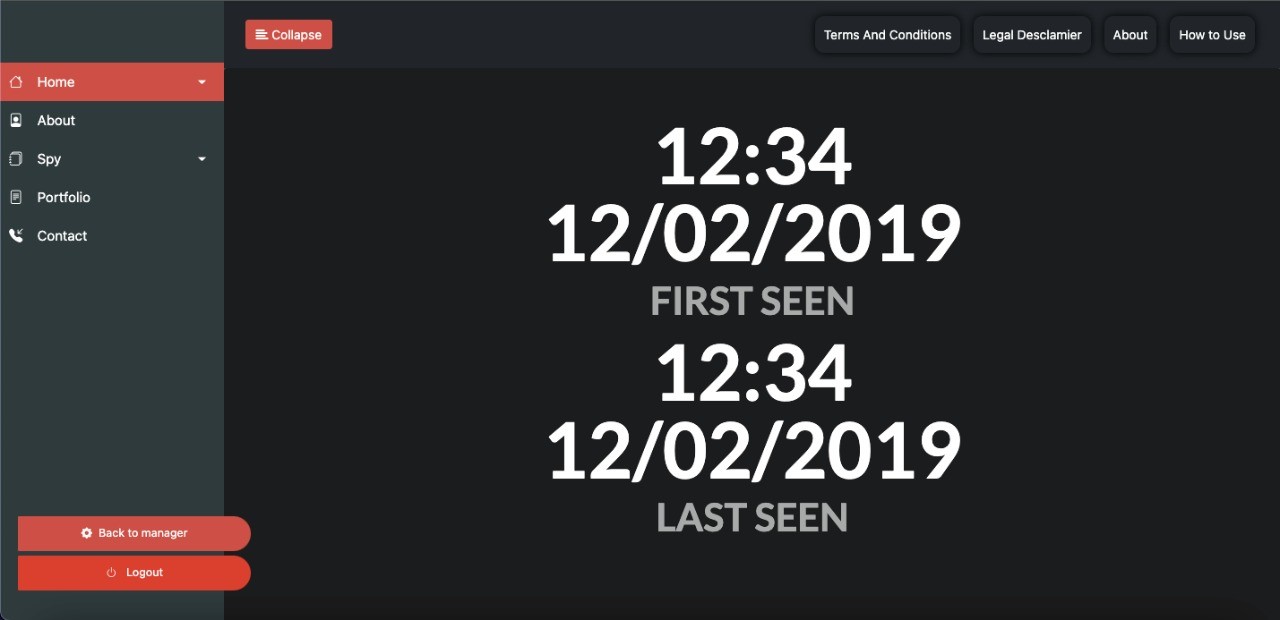 Collapse
Terms And Conditions
Legal Desclamier
About
How to Use
Home
About
Spy
Portfolio
Contact
12:34
12/02/2019
FIRST SEEN
12:34
12/02/2019
LAST SEEN
Back to manager
Logout